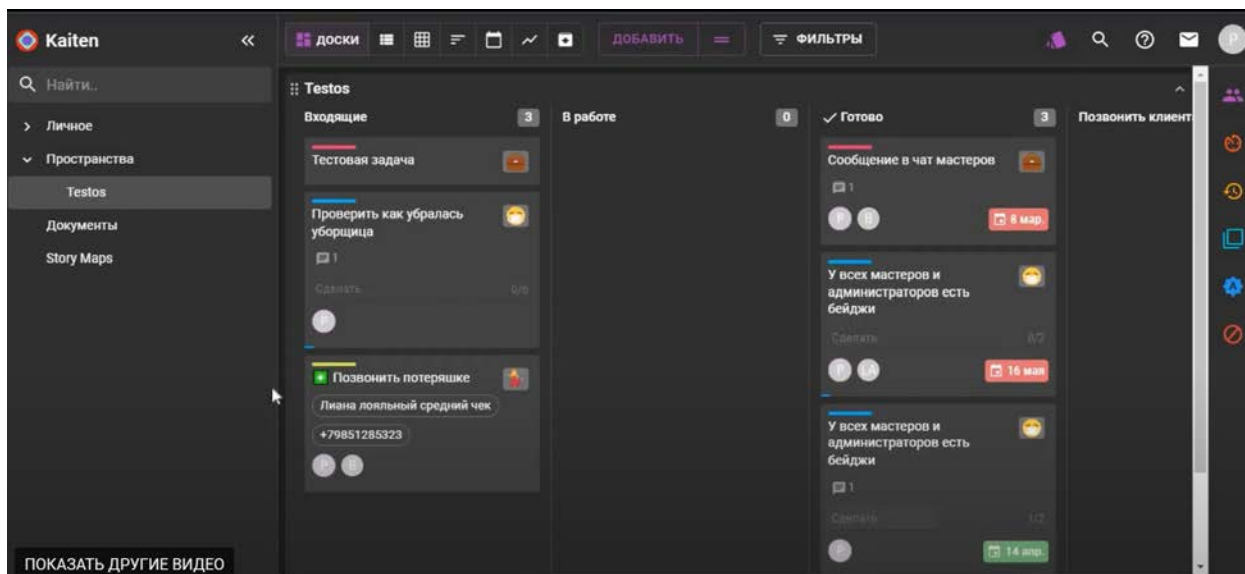 Kaiten
ДОСКИ
ДОБАВИТЬ
ФИЛЬТРЫ
P
Найти..
Личное
Пространства
Testos
Документы
Story Maps
Testos
Входящие 3
Тестовая задача
Проверить как убралась
уборщица
1
Сделать 0/6
P
Позвонить потеряшке
Лиана лояльный средний чек
+79851285323
P В
В работе 0
Готово 3
Сообщение в чат мастеров
1
P В
8 мар.
У всех мастеров и
администраторов есть
бейджи
Сделать 0/2
P LA
16 мая
У всех мастеров и
администраторов есть
бейджи
1
Сделать 1/2
P
14 апр.
Позвонить клиент
ПОКАЗАТЬ ДРУГИЕ ВИДЕО